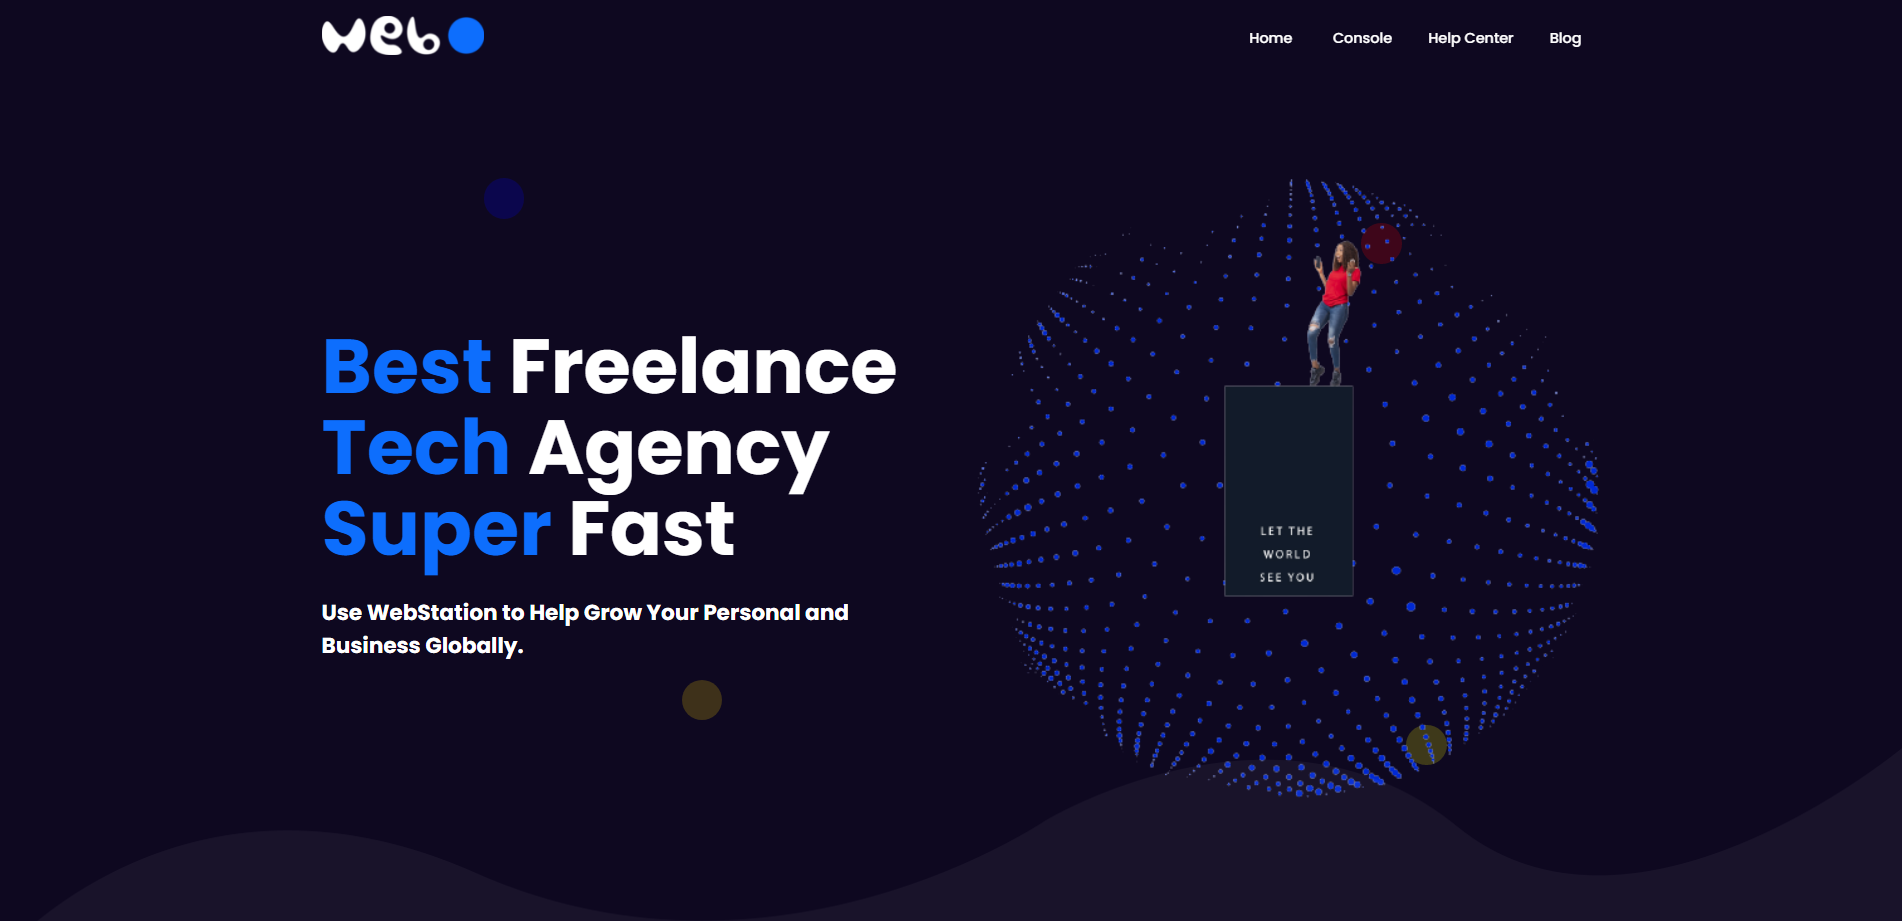 web
Home Console Help Center Blog
Best Freelance
Tech Agency
Super Fast
Use WebStation to Help Grow Your Personal and
Business Globally.
LET THE
WORLD
SEE YOU